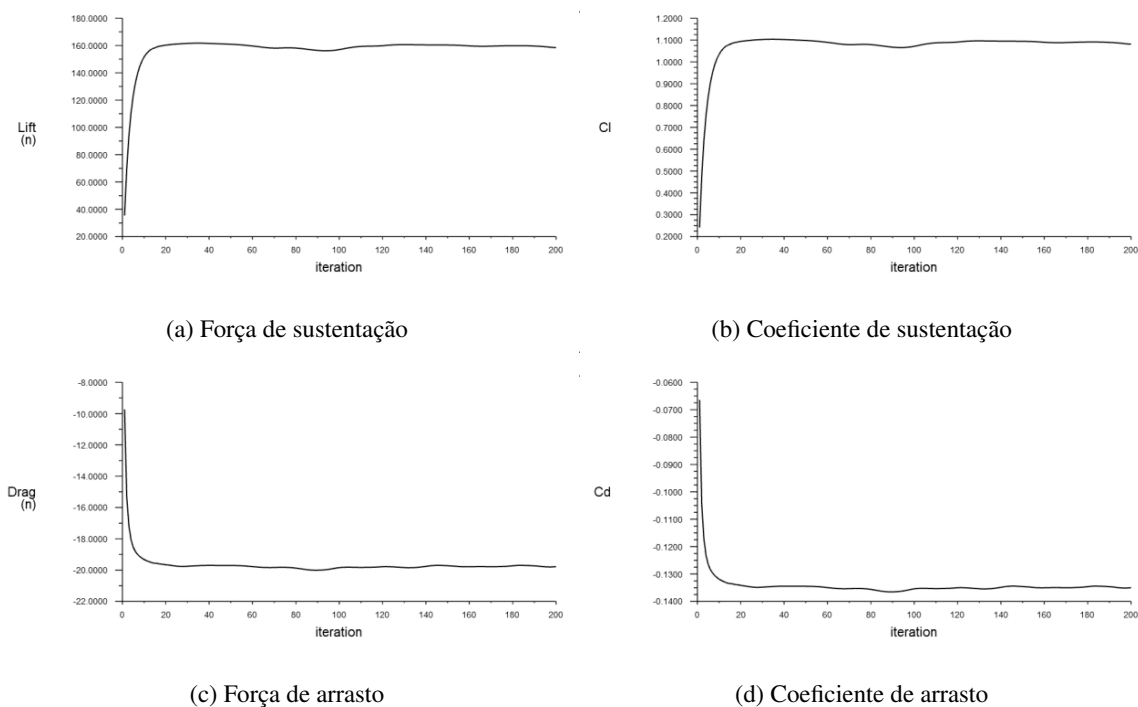 180.0000
160.0000
140.0000
120.0000
100.0000
80.0000
60.0000
40.0000
20.0000
Lift
(n)
0 20 40 60 80 100 120 140 160 180 200
iteration
(a) Força de sustentação
1.2000
1.1000
1.0000
0.9000
0.8000
0.7000
0.6000
0.5000
0.4000
0.3000
0.2000
Cl
0 20 40 60 80 100 120 140 160 180 200
iteration
(b) Coeficiente de sustentação
-8.0000
-10.0000
-12.0000
-14.0000
-16.0000
-18.0000
-20.0000
-22.0000
Drag
(n)
0 20 40 60 80 100 120 140 160 180 200
iteration
(c) Força de arrasto
-0.0600
-0.0700
-0.0800
-0.0900
-0.1000
-0.1100
-0.1200
-0.1300
-0.1400
Cd
0 20 40 60 80 100 120 140 160 180 200
iteration
(d) Coeficiente de arrasto